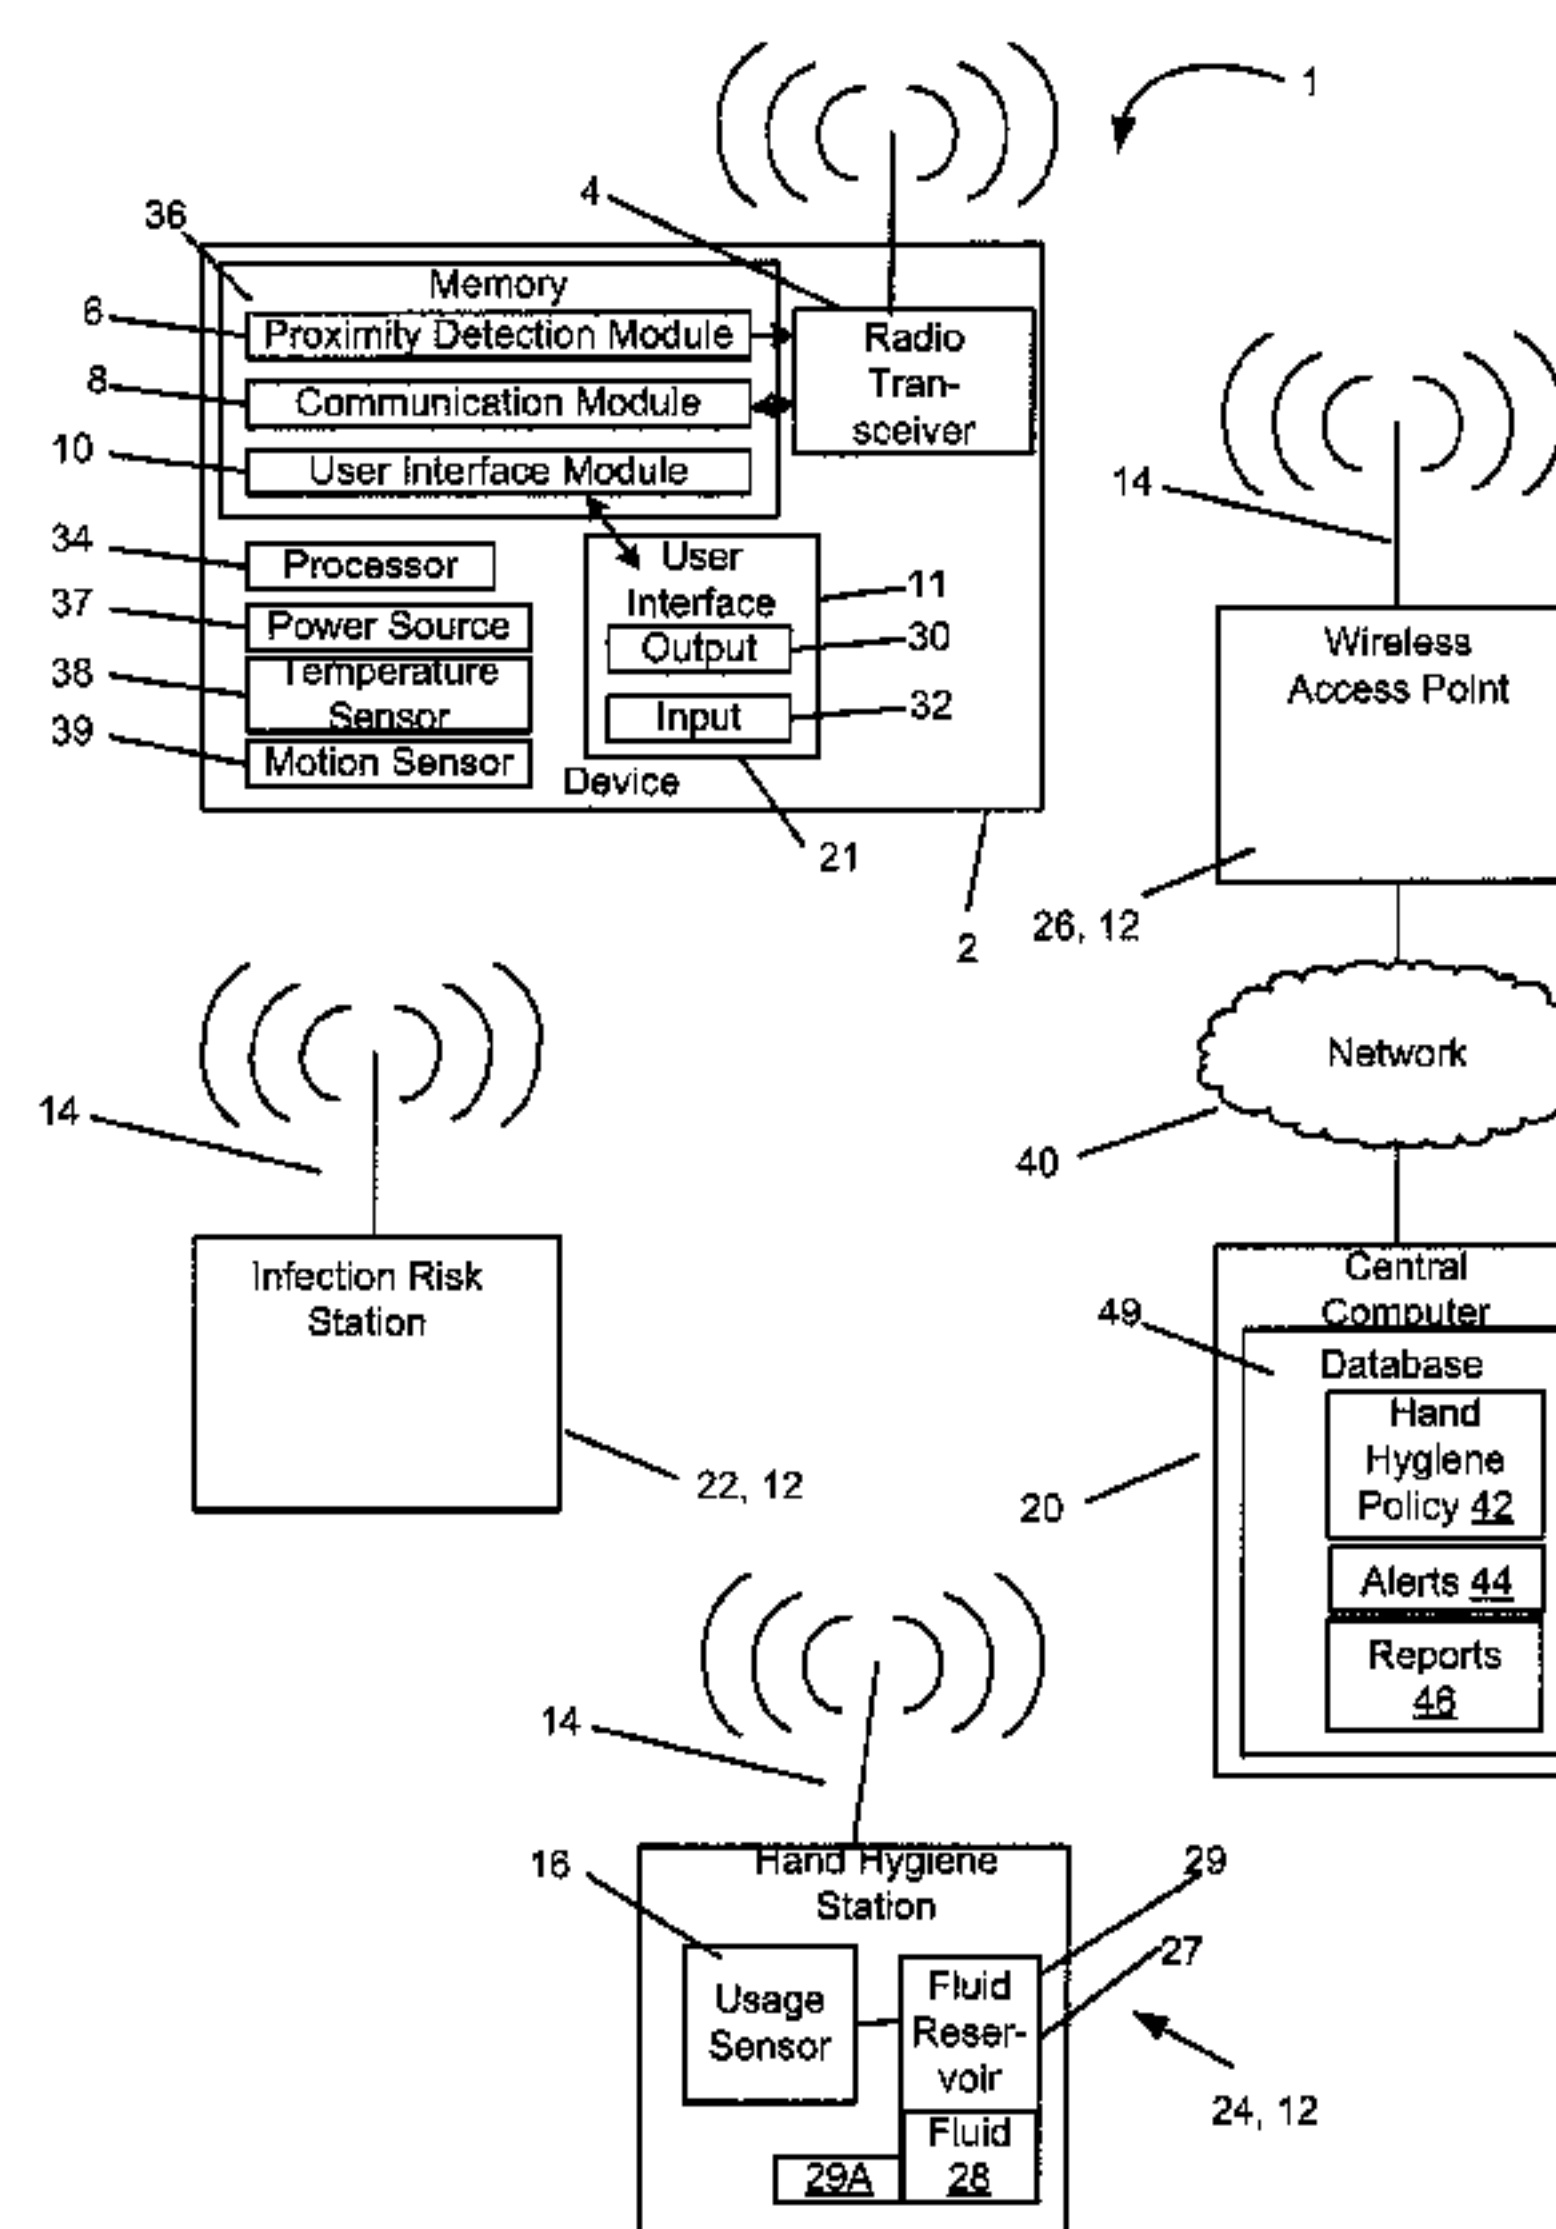 1
4
36
Memory
6
Proximity Detection Module
Radio
Tran-
sceiver
8
Communication Module
10
User Interface Module
14
34
Processor
User
Interface
11
37
Power Source
Output
30
Wireless
Access Point
38
Temperature
Sensor
Input
32
39
Motion Sensor
Device
21
2
26, 12
Network
14
40
Infection Risk
Station
Central
Computer
49
Database
Hand
Hygiene
Policy 42
22, 12
20
Alerts 44
Reports
46
14
16
Hand Hygiene
Station
29
27
Usage
Sensor
Fluid
Reser-
voir
24, 12
Fluid
28
29A